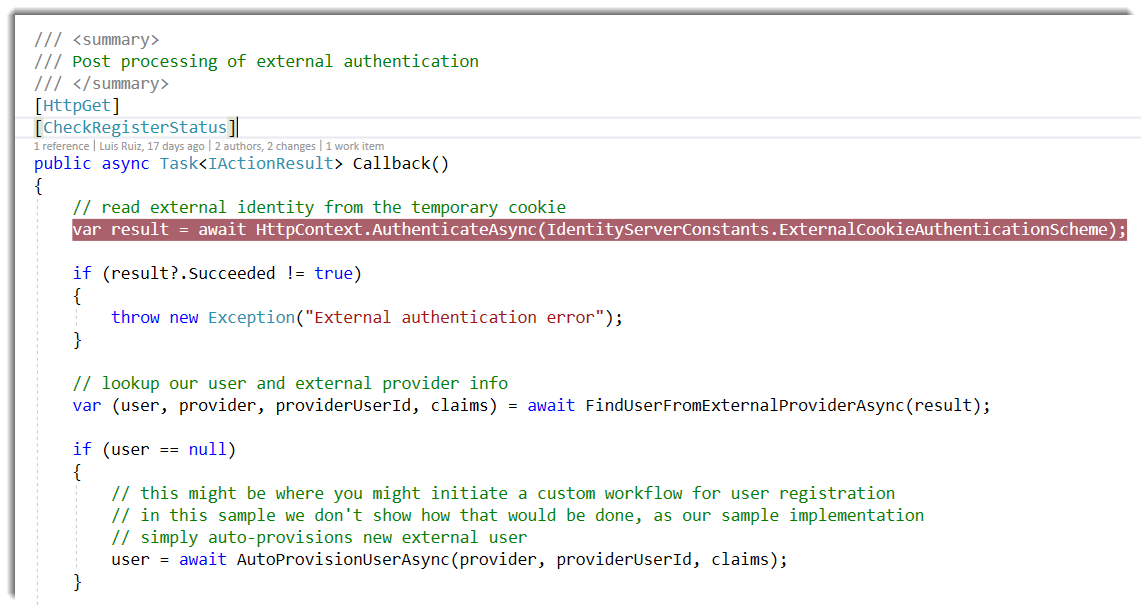 /// <summary>
/// Post processing of external authentication
/// </summary>
[HttpGet]
[CheckRegisterStatus]
1 reference | Luis Ruiz, 17 days ago | 2 authors, 2 changes | 1 work item
public async Task<IActionResult> Callback()
{
// read external identity from the temporary cookie
var result = await HttpContext.AuthenticateAsync(IdentityServerConstants.ExternalCookieAuthenticationScheme);
if (result?.Succeeded != true)
{
throw new Exception("External authentication error");
}
// lookup our user and external provider info
var (user, provider, providerUserId, claims) = await FindUserFromExternalProviderAsync(result);
if (user == null)
{
// this might be where you might initiate a custom workflow for user registration
// in this sample we don't show how that would be done, as our sample implementation
// simply auto-provisions new external user
user = await AutoProvisionUserAsync(provider, providerUserId, claims);
}